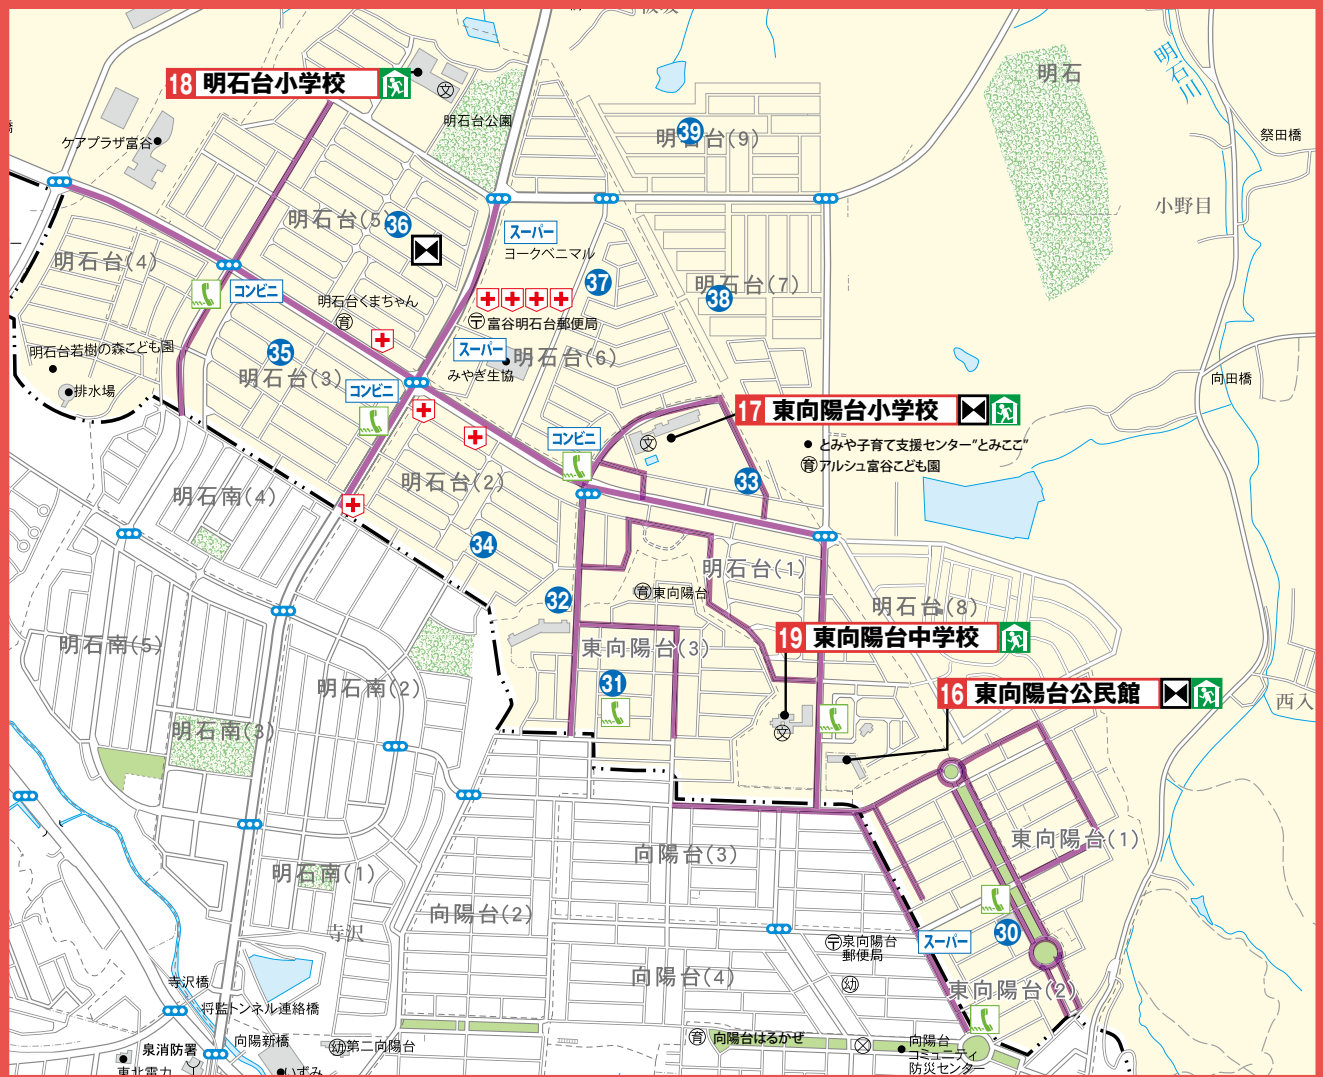 18 明石台小学校
文
明石台公園
ケアプラザ富谷
明石台(9)
39
明石
明石川
祭田橋
小野目
明石台(5)
36
スーパー
ヨークベニマル
明石台(4)
コンビニ
明石台くまちゃん
育
37
明石台(7)
38
富谷明石台郵便局
スーパー
みやぎ生協
明石台(6)
明石台若樹の森こども園
排水場
35
明石台(3)
コンビニ
向田橋
17 東向陽台小学校
文
とみや子育て支援センター"とみここ"
育 アルシュ富谷こども園
コンビニ
33
明石台(2)
明石南(4)
34
明石台(1)
32
育 東向陽台
明石台(8)
19 東向陽台中学校
明石南(5)
東向陽台(3)
31
明石南(2)
16 東向陽台公民館
西入
明石南(3)
文
東向陽台(1)
向陽台(3)
明石南(1)
向陽台(2)
寺沢
30
スーパー
泉向陽台
郵便局
幼
向陽台(4)
東向陽台(2)
寺沢橋
将監トンネル連絡橋
向陽新橋
泉消防署
幼 第二向陽台
育 向陽台はるかぜ
向陽台
コミュニティ
防災センター
東北電力
いずみ